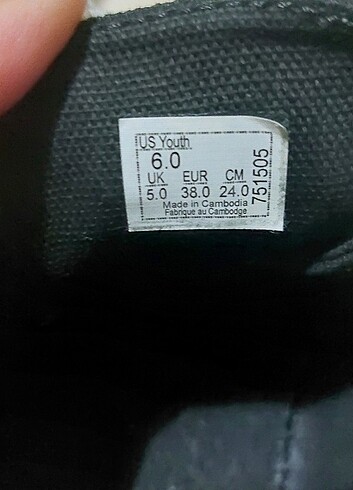 US Youth
6.0
UK EUR CM
5.0 38.0 24.0
Made in Cambodia
Fabrique au Cambodge
751505